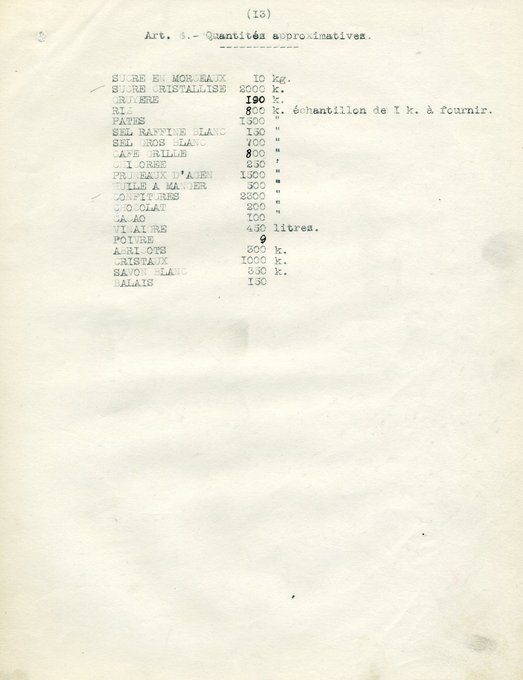 (13)
Art. 6.- Quantités approximatives.
SUCRE EN MORCEAUX 10 kg.
SUCRE CRISTALLISE 2000 k.
GRUYERE 190 k.
RIZ 800 k. échantillon de I k. à fournir.
PATES 1500 "
SEL RAFFINE BLANC 150 "
SEL GROS BLANC 700 "
CAFE GRILLE 800 "
CHICOREE 250 "
PRUNEAUX D'AGEN 1500 "
HUILE A MANGER 500 "
CONFITURES 2300 "
CHOCOLAT 200 "
CACAO 100 "
VINAIGRE 450 litres.
POIVRE 9
ABRICOTS 300 k.
CRISTAUX 1000 k.
SAVON BLANC 350 k.
BALAIS 150